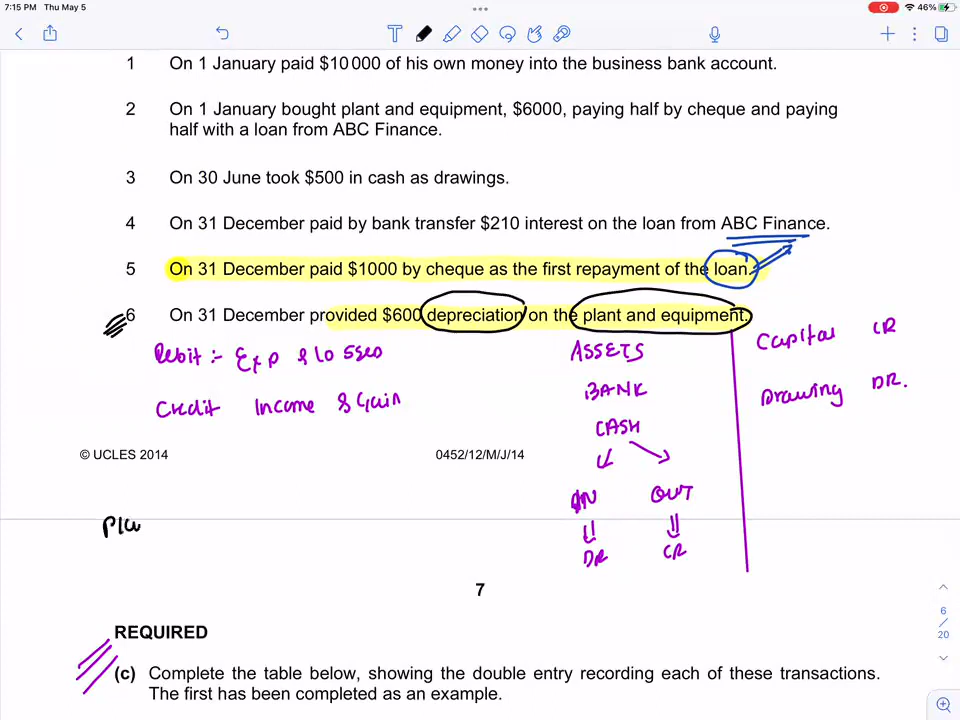 7:15 PM Thu May 5
46%
1 On 1 January paid $10 000 of his own money into the business bank account.
2 On 1 January bought plant and equipment, $6000, paying half by cheque and paying
half with a loan from ABC Finance.
3 On 30 June took $500 in cash as drawings.
4 On 31 December paid by bank transfer $210 interest on the loan from ABC Finance.
5 On 31 December paid $1000 by cheque as the first repayment of the loan.
6 On 31 December provided $600 depreciation on the plant and equipment.
Debit :- Exp & losses
Credit Income & Gain
ASSETS
BANK
CASH
IN OUT
DR CR
Capital CR
Drawing DR.
© UCLES 2014 0452/12/M/J/14
Pla
7
6
/
20
REQUIRED
(c) Complete the table below, showing the double entry recording each of these transactions.
The first has been completed as an example.